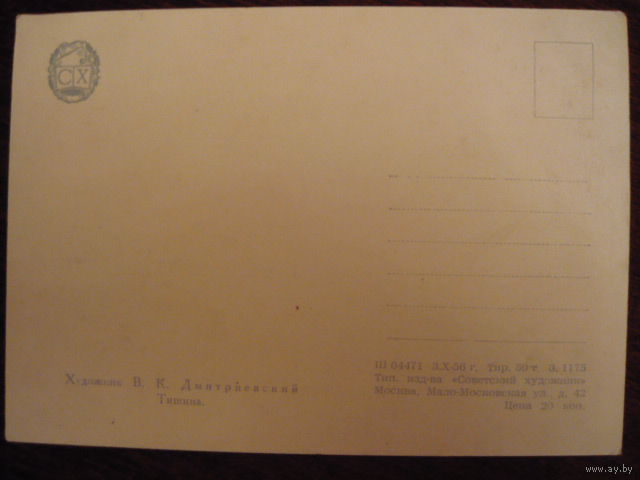 СХ
Художник В. К. Дмитриевский
Тишина.
Ш 04471 3.X-56 г. Тир. 50 т. З. 1175
Тип. изд-ва «Советский художник»
Москва, Мало-Московская ул., д. 42
Цена 20 коп.
www.ay.by